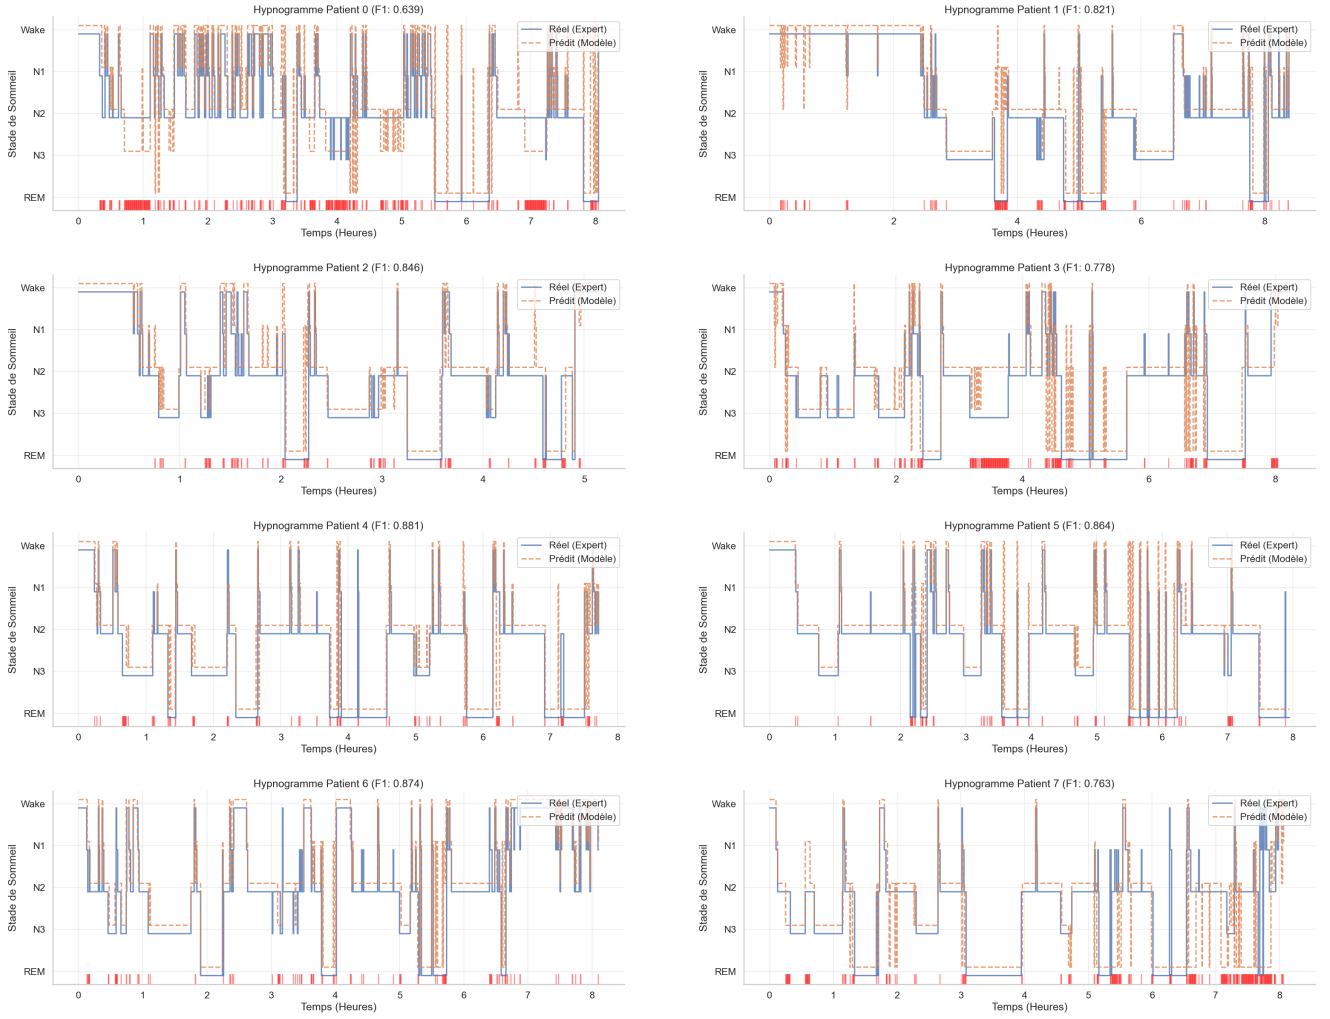 Hypnogramme Patient 0 (F1: 0.639)
Stade de Sommeil
Wake
N1
N2
N3
REM
Réel (Expert)
Prédit (Modèle)
0 1 2 3 4 5 6 7 8
Temps (Heures)
Hypnogramme Patient 1 (F1: 0.821)
Stade de Sommeil
Wake
N1
N2
N3
REM
Réel (Expert)
Prédit (Modèle)
0 2 4 6 8
Temps (Heures)
Hypnogramme Patient 2 (F1: 0.846)
Stade de Sommeil
Wake
N1
N2
N3
REM
Réel (Expert)
Prédit (Modèle)
0 1 2 3 4 5
Temps (Heures)
Hypnogramme Patient 3 (F1: 0.778)
Stade de Sommeil
Wake
N1
N2
N3
REM
Réel (Expert)
Prédit (Modèle)
0 2 4 6 8
Temps (Heures)
Hypnogramme Patient 4 (F1: 0.881)
Stade de Sommeil
Wake
N1
N2
N3
REM
Réel (Expert)
Prédit (Modèle)
0 1 2 3 4 5 6 7 8
Temps (Heures)
Hypnogramme Patient 5 (F1: 0.864)
Stade de Sommeil
Wake
N1
N2
N3
REM
Réel (Expert)
Prédit (Modèle)
0 1 2 3 4 5 6 7 8
Temps (Heures)
Hypnogramme Patient 6 (F1: 0.874)
Stade de Sommeil
Wake
N1
N2
N3
REM
Réel (Expert)
Prédit (Modèle)
0 1 2 3 4 5 6 7 8
Temps (Heures)
Hypnogramme Patient 7 (F1: 0.763)
Stade de Sommeil
Wake
N1
N2
N3
REM
Réel (Expert)
Prédit (Modèle)
0 1 2 3 4 5 6 7 8
Temps (Heures)